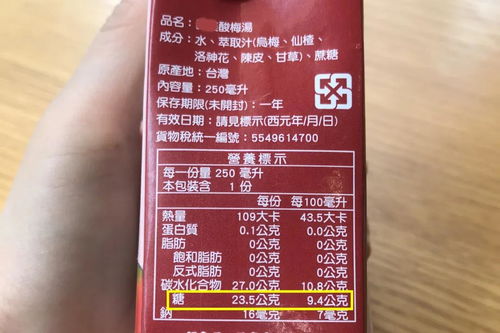 品名: 酸梅湯
成分: 水、萃取汁(烏梅、仙楂、
洛神花、陳皮、甘草)、蔗糖
原產地: 台灣
內容量: 250毫升
保存期限(未開封): 一年
有效日期: 請見標示(西元年/月/日)
貨物稅統一編號: 5549614700
營養標示
每一份量 250 毫升
本包裝含 1 份
每份 每100毫升
熱量 109大卡 43.5大卡
蛋白質 0.1公克 0.0公克
脂肪 0公克 0公克
飽和脂肪 0公克 0公克
反式脂肪 0公克 0公克
碳水化合物 27.0公克 10.8公克
糖 23.5公克 9.4公克
鈉 16毫克 7毫克